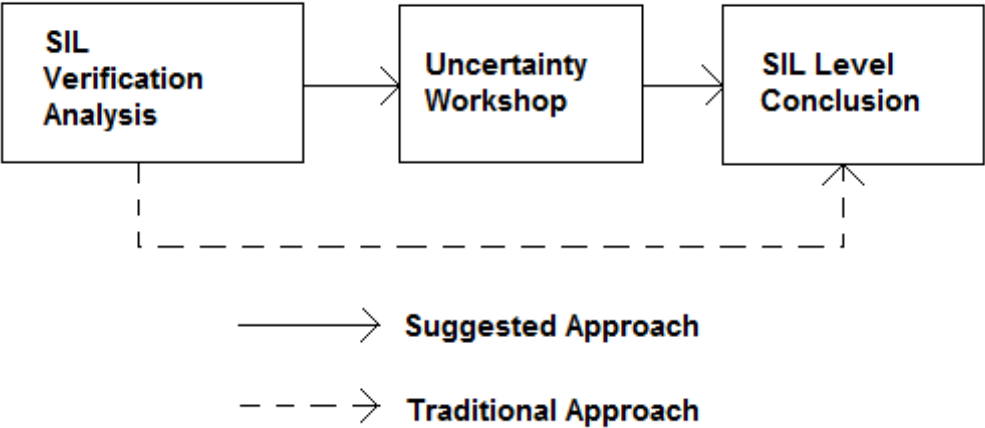 SIL
Verification
Analysis
Uncertainty
Workshop
SIL Level
Conclusion
Suggested Approach
Traditional Approach